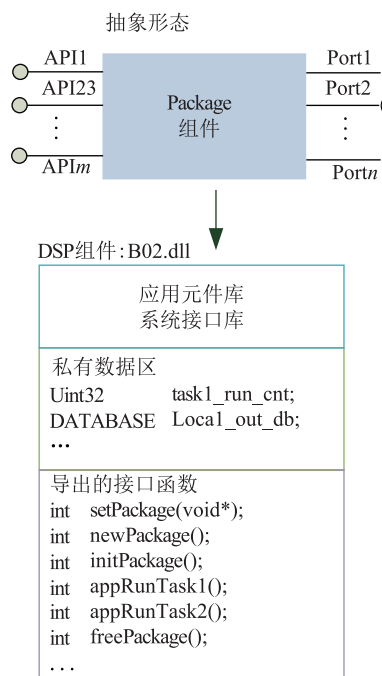 抽象形态
API1
Port1
API23
Port2
Package
组件
⋮
⋮
APIm
Portn
DSP组件:B02.dll
应用元件库
系统接口库
私有数据区
Uint32 task1_run_cnt;
DATABASE Loca1_out_db;
...
导出的接口函数
int setPackage(void*);
int newPackage();
int initPackage();
int appRunTask1();
int appRunTask2();
int freePackage();
...